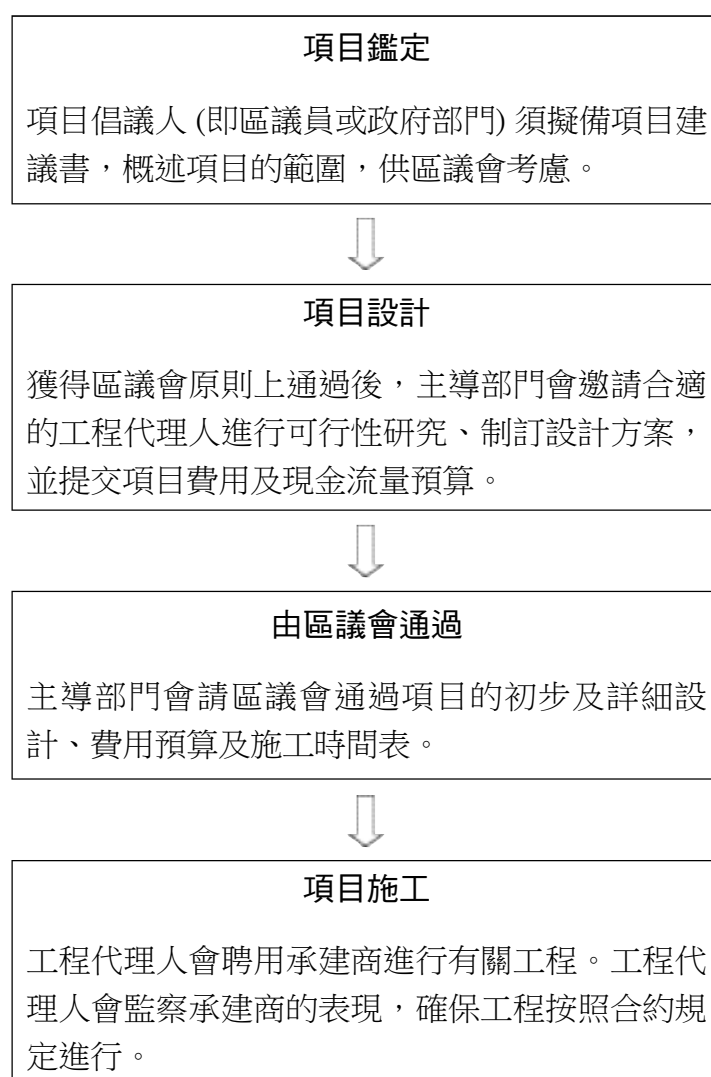 項目鑑定
項目倡議人 (即區議員或政府部門) 須擬備項目建
議書，概述項目的範圍，供區議會考慮。
項目設計
獲得區議會原則上通過後，主導部門會邀請合適
的工程代理人進行可行性研究、制訂設計方案，
並提交項目費用及現金流量預算。
由區議會通過
主導部門會請區議會通過項目的初步及詳細設
計、費用預算及施工時間表。
項目施工
工程代理人會聘用承建商進行有關工程。工程代
理人會監察承建商的表現，確保工程按照合約規
定進行。